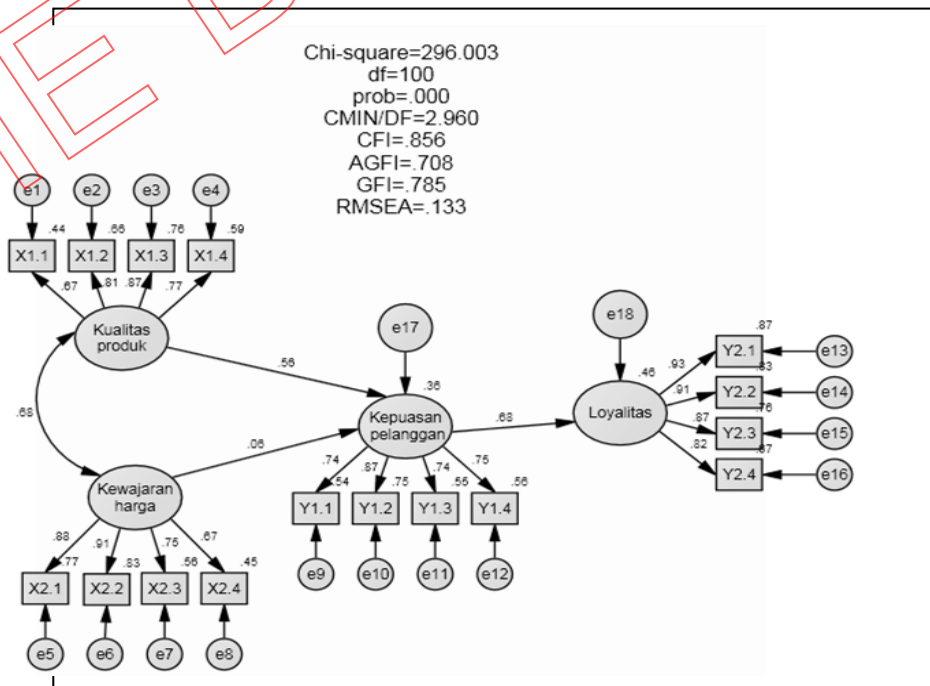 Chi-square=296.003
df=100
prob=.000
CMIN/DF=2.960
CFI=.856
AGFI=.708
GFI=.785
RMSEA=.133
e1 e2 e3 e4
.44 .66 .76 .59
X1.1 X1.2 X1.3 X1.4
.67 .81 .87 .77
Kualitas
produk
e17
e18
.56
.36
.46
.68
Kepuasan
pelanggan
.68
Loyalitas
.87
Y2.1
e13
.93
.83
Y2.2
e14
.91
.76
Y2.3
e15
.87
.67
Y2.4
e16
.82
.06
Kewajaran
harga
.74 .87 .74 .75
.54 .75 .55 .56
Y1.1 Y1.2 Y1.3 Y1.4
e9 e10 e11 e12
.88 .91 .75 .67
.77 .83 .56 .45
X2.1 X2.2 X2.3 X2.4
e5 e6 e7 e8